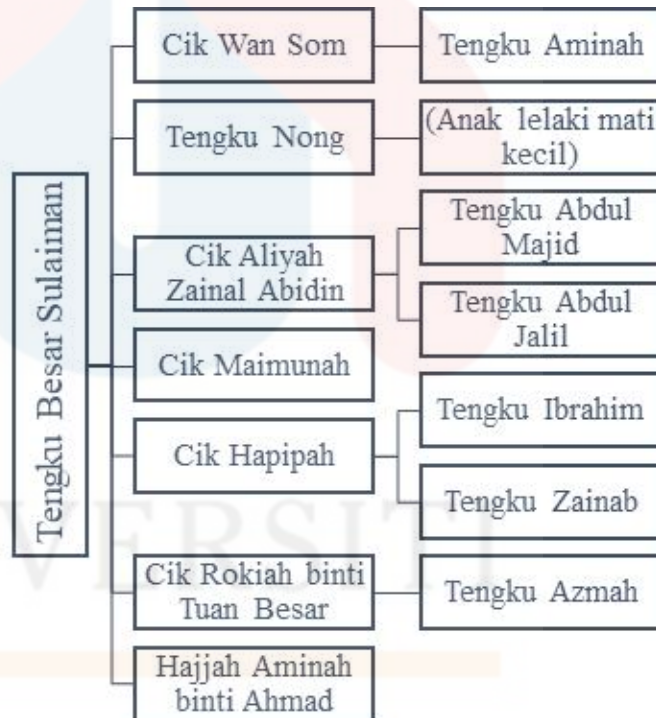 Tengku Besar Sulaiman
Cik Wan Som
Tengku Aminah
Tengku Nong
(Anak lelaki mati
kecil)
Cik Aliyah
Zainal Abidin
Tengku Abdul
Majid
Tengku Abdul
Jalil
Cik Maimunah
Cik Hapipah
Tengku Ibrahim
Tengku Zainab
Cik Rokiah binti
Tuan Besar
Tengku Azmah
Hajjah Aminah
binti Ahmad
VERSITI